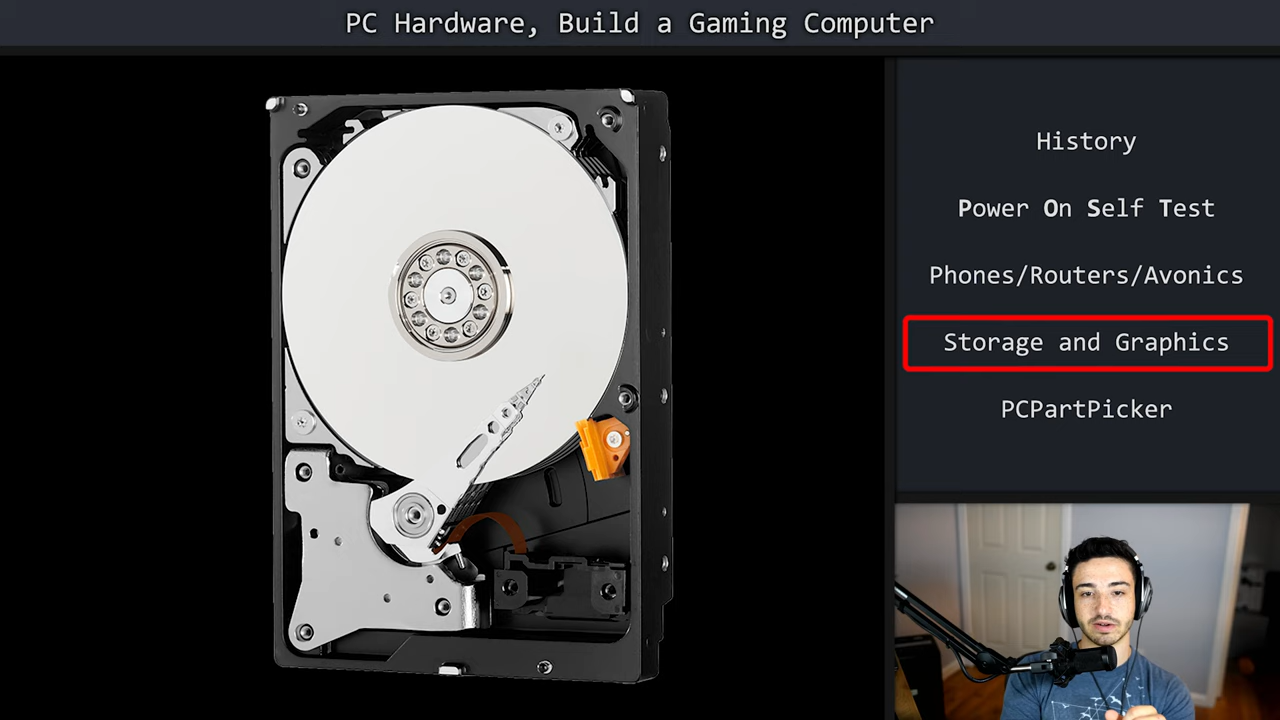 PC Hardware, Build a Gaming Computer
History
Power On Self Test
Phones/Routers/Avonics
Storage and Graphics
PCPartPicker